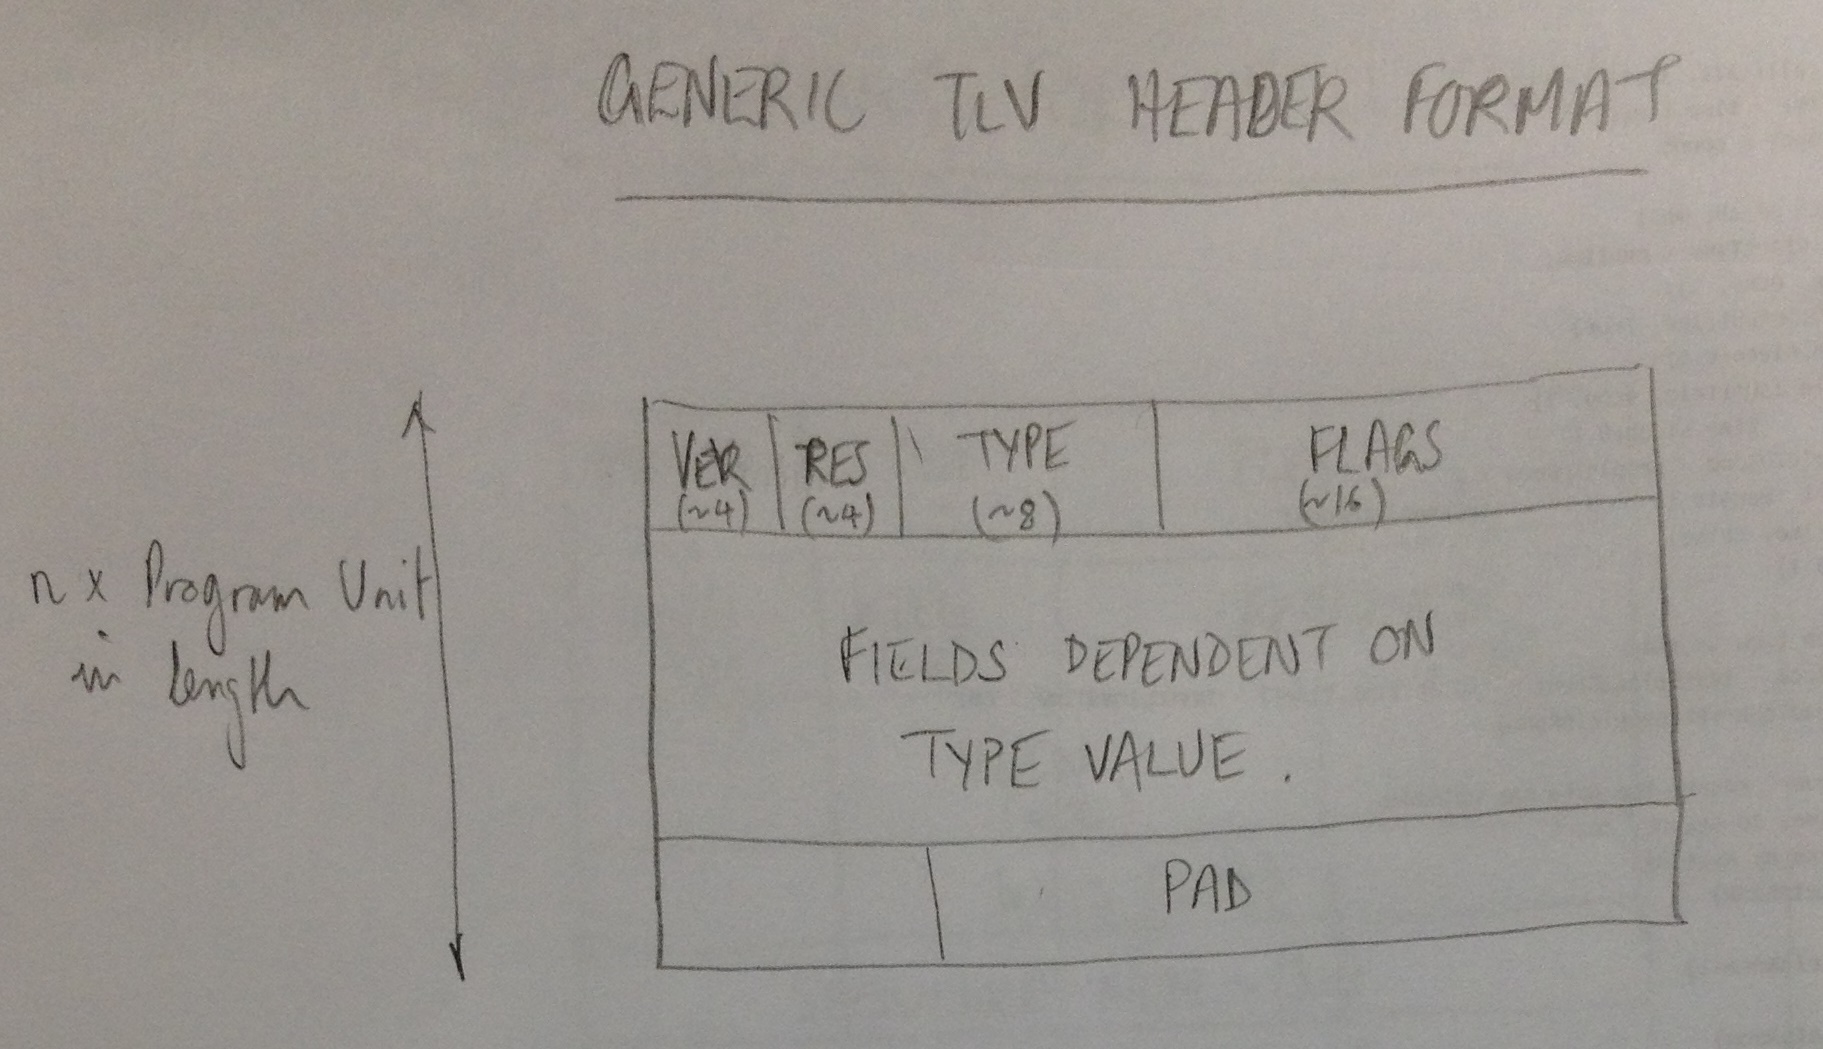 GENERIC TLV HEADER FORMAT
VER RES TYPE FLAGS
(~4) (~4) (~8) (~16)
n x Program Unit
in length
FIELDS DEPENDENT ON
TYPE VALUE.
PAD